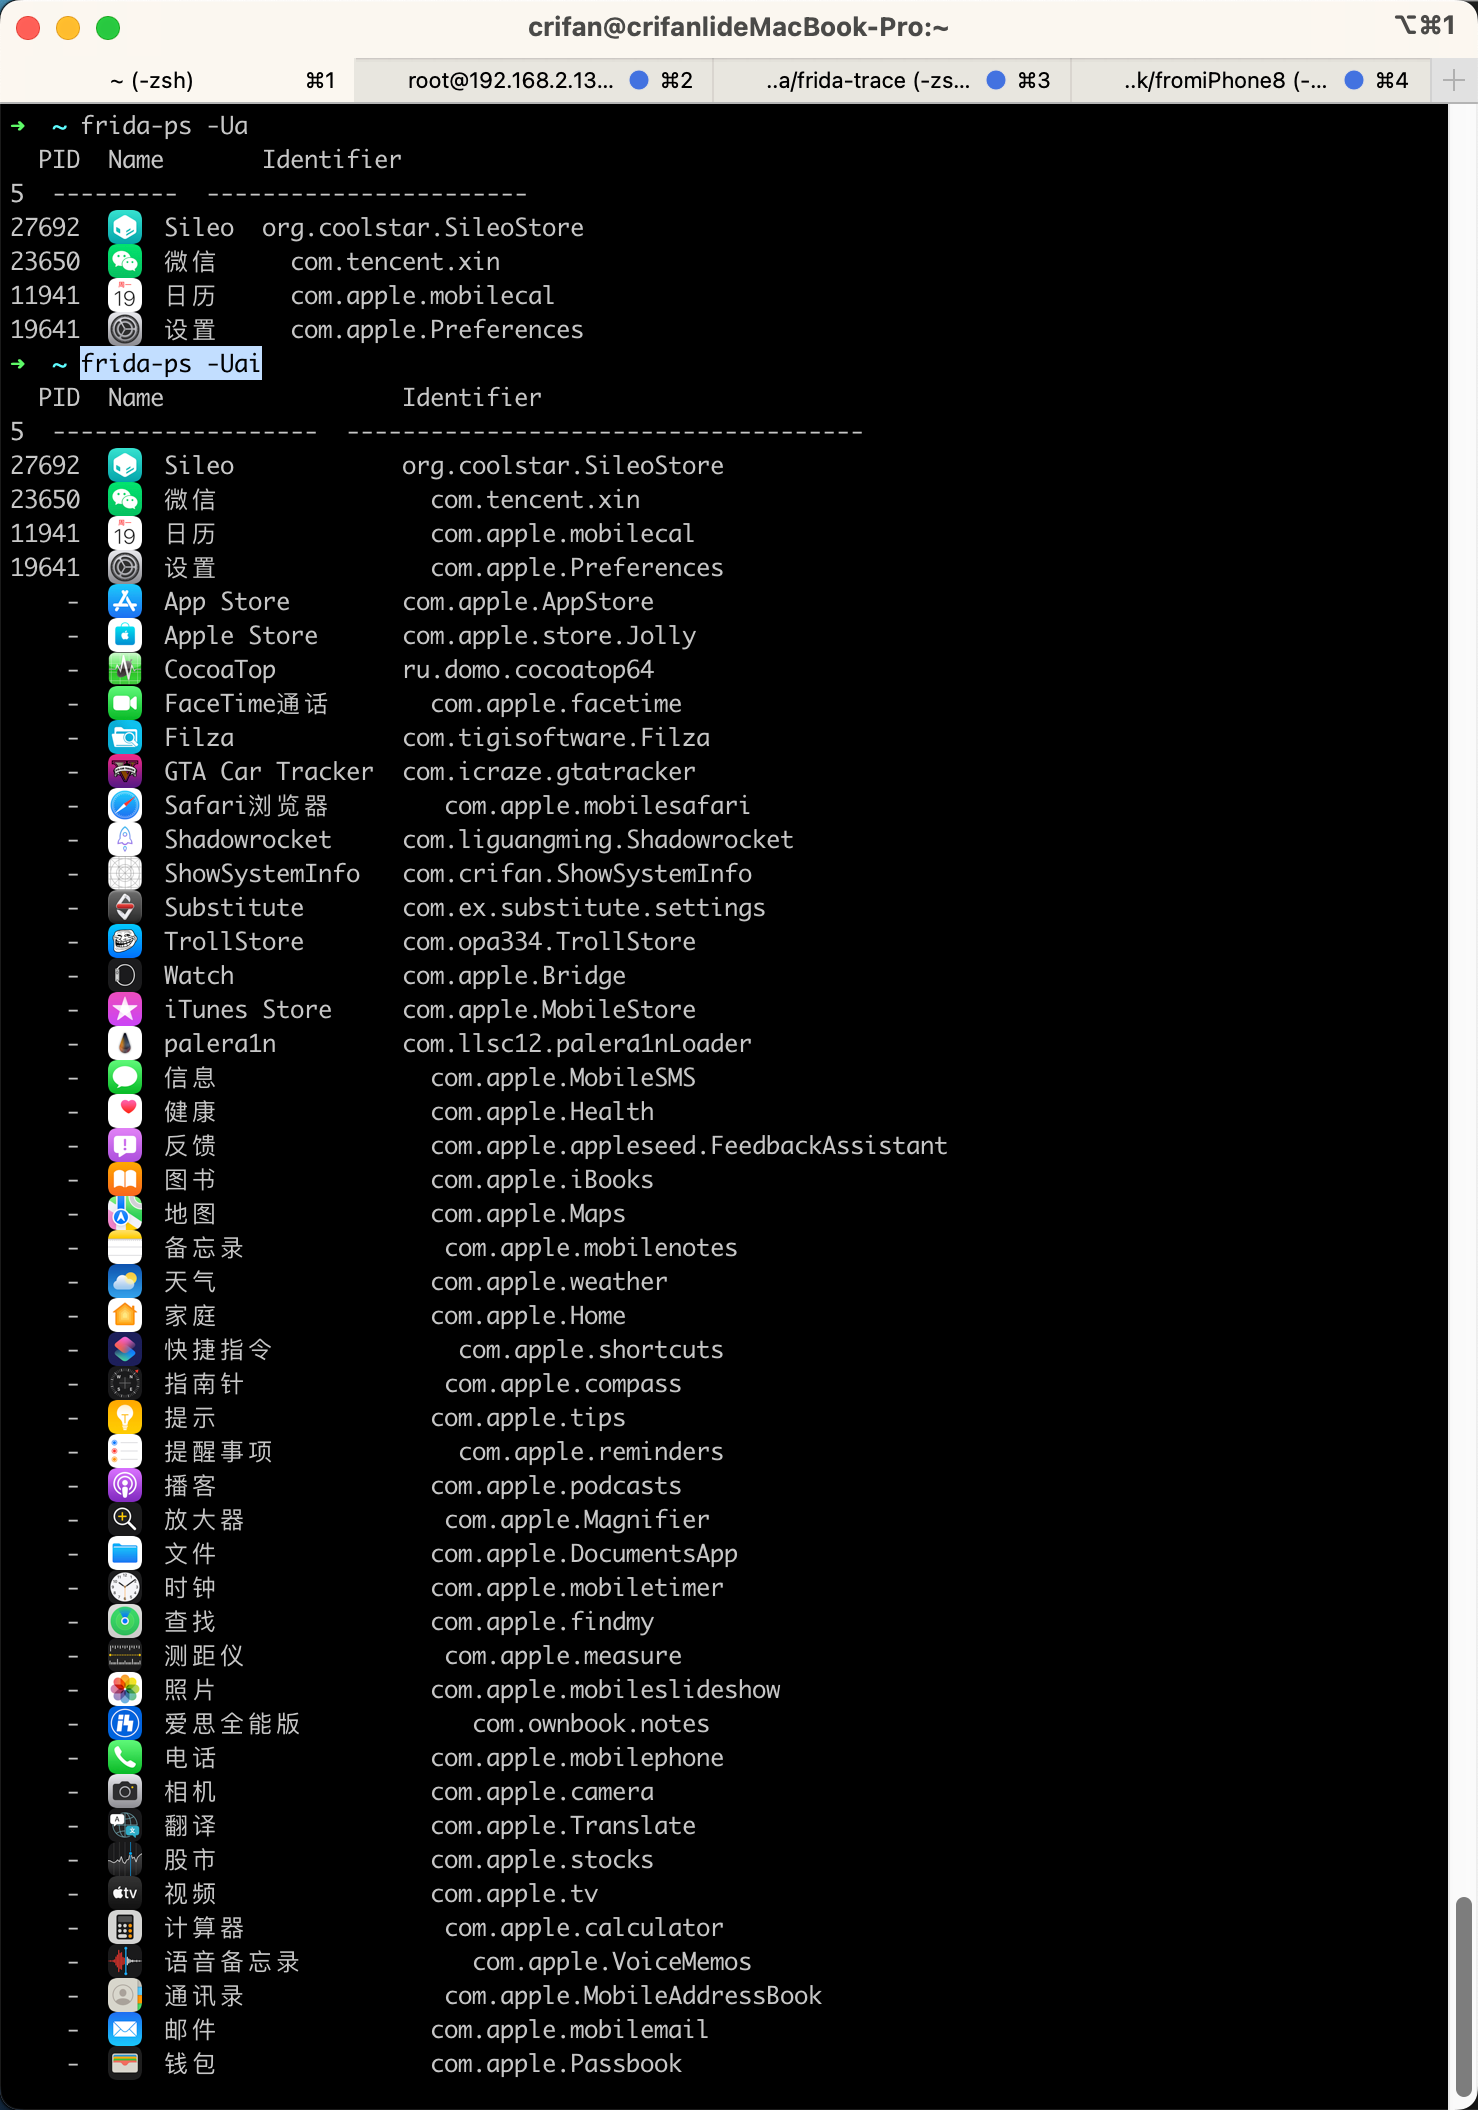 crifan@crifanlideMacBook-Pro:~ ⌥⌘1
~ (-zsh) ⌘1 root@192.168.2.13... ⌘2 ..a/frida-trace (-zs... ⌘3 ..k/fromiPhone8 (-... ⌘4
➜ ~ frida-ps -Ua
PID Name Identifier
5 --------- -----------------------
27692 Sileo org.coolstar.SileoStore
23650 微信 com.tencent.xin
11941 日历 com.apple.mobilecal
19641 设置 com.apple.Preferences
➜ ~ frida-ps -Uai
PID Name Identifier
5 ------------------- -------------------------------------
27692 Sileo org.coolstar.SileoStore
23650 微信 com.tencent.xin
11941 日历 com.apple.mobilecal
19641 设置 com.apple.Preferences
- App Store com.apple.AppStore
- Apple Store com.apple.store.Jolly
- CocoaTop ru.domo.cocoatop64
- FaceTime通话 com.apple.facetime
- Filza com.tigisoftware.Filza
- GTA Car Tracker com.icraze.gtatracker
- Safari浏览器 com.apple.mobilesafari
- Shadowrocket com.liguangming.Shadowrocket
- ShowSystemInfo com.crifan.ShowSystemInfo
- Substitute com.ex.substitute.settings
- TrollStore com.opa334.TrollStore
- Watch com.apple.Bridge
- iTunes Store com.apple.MobileStore
- palera1n com.llsc12.palera1nLoader
- 信息 com.apple.MobileSMS
- 健康 com.apple.Health
- 反馈 com.apple.appleseed.FeedbackAssistant
- 图书 com.apple.iBooks
- 地图 com.apple.Maps
- 备忘录 com.apple.mobilenotes
- 天气 com.apple.weather
- 家庭 com.apple.Home
- 快捷指令 com.apple.shortcuts
- 指南针 com.apple.compass
- 提示 com.apple.tips
- 提醒事项 com.apple.reminders
- 播客 com.apple.podcasts
- 放大器 com.apple.Magnifier
- 文件 com.apple.DocumentsApp
- 时钟 com.apple.mobiletimer
- 查找 com.apple.findmy
- 测距仪 com.apple.measure
- 照片 com.apple.mobileslideshow
- 爱思全能版 com.ownbook.notes
- 电话 com.apple.mobilephone
- 相机 com.apple.camera
- 翻译 com.apple.Translate
- 股市 com.apple.stocks
- 视频 com.apple.tv
- 计算器 com.apple.calculator
- 语音备忘录 com.apple.VoiceMemos
- 通讯录 com.apple.MobileAddressBook
- 邮件 com.apple.mobilemail
- 钱包 com.apple.Passbook